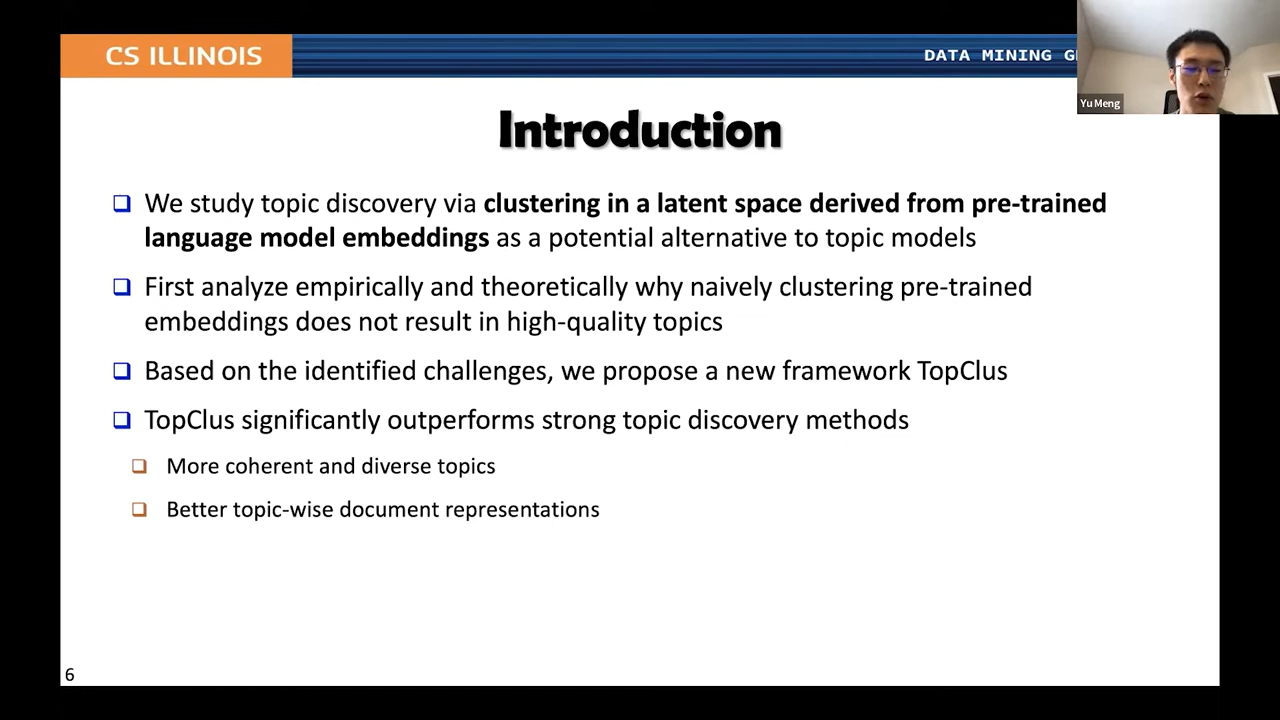 CS ILLINOIS
DATA MINING
Yu Meng
Introduction
We study topic discovery via clustering in a latent space derived from pre-trained
language model embeddings as a potential alternative to topic models
First analyze empirically and theoretically why naively clustering pre-trained
embeddings does not result in high-quality topics
Based on the identified challenges, we propose a new framework TopClus
TopClus significantly outperforms strong topic discovery methods
More coherent and diverse topics
Better topic-wise document representations
6